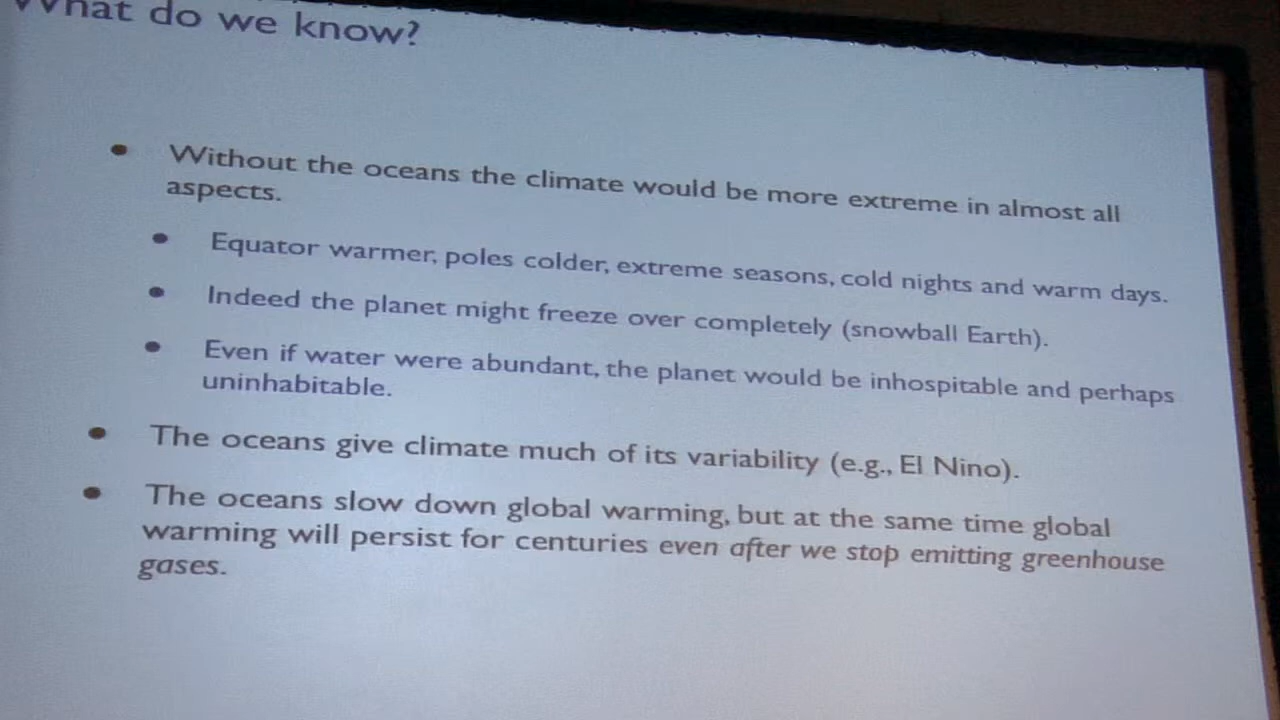 What do we know?
• Without the oceans the climate would be more extreme in almost all
aspects.
• Equator warmer, poles colder, extreme seasons, cold nights and warm days.
• Indeed the planet might freeze over completely (snowball Earth).
• Even if water were abundant, the planet would be inhospitable and perhaps
uninhabitable.
• The oceans give climate much of its variability (e.g., El Nino).
• The oceans slow down global warming, but at the same time global
warming will persist for centuries even after we stop emitting greenhouse
gases.